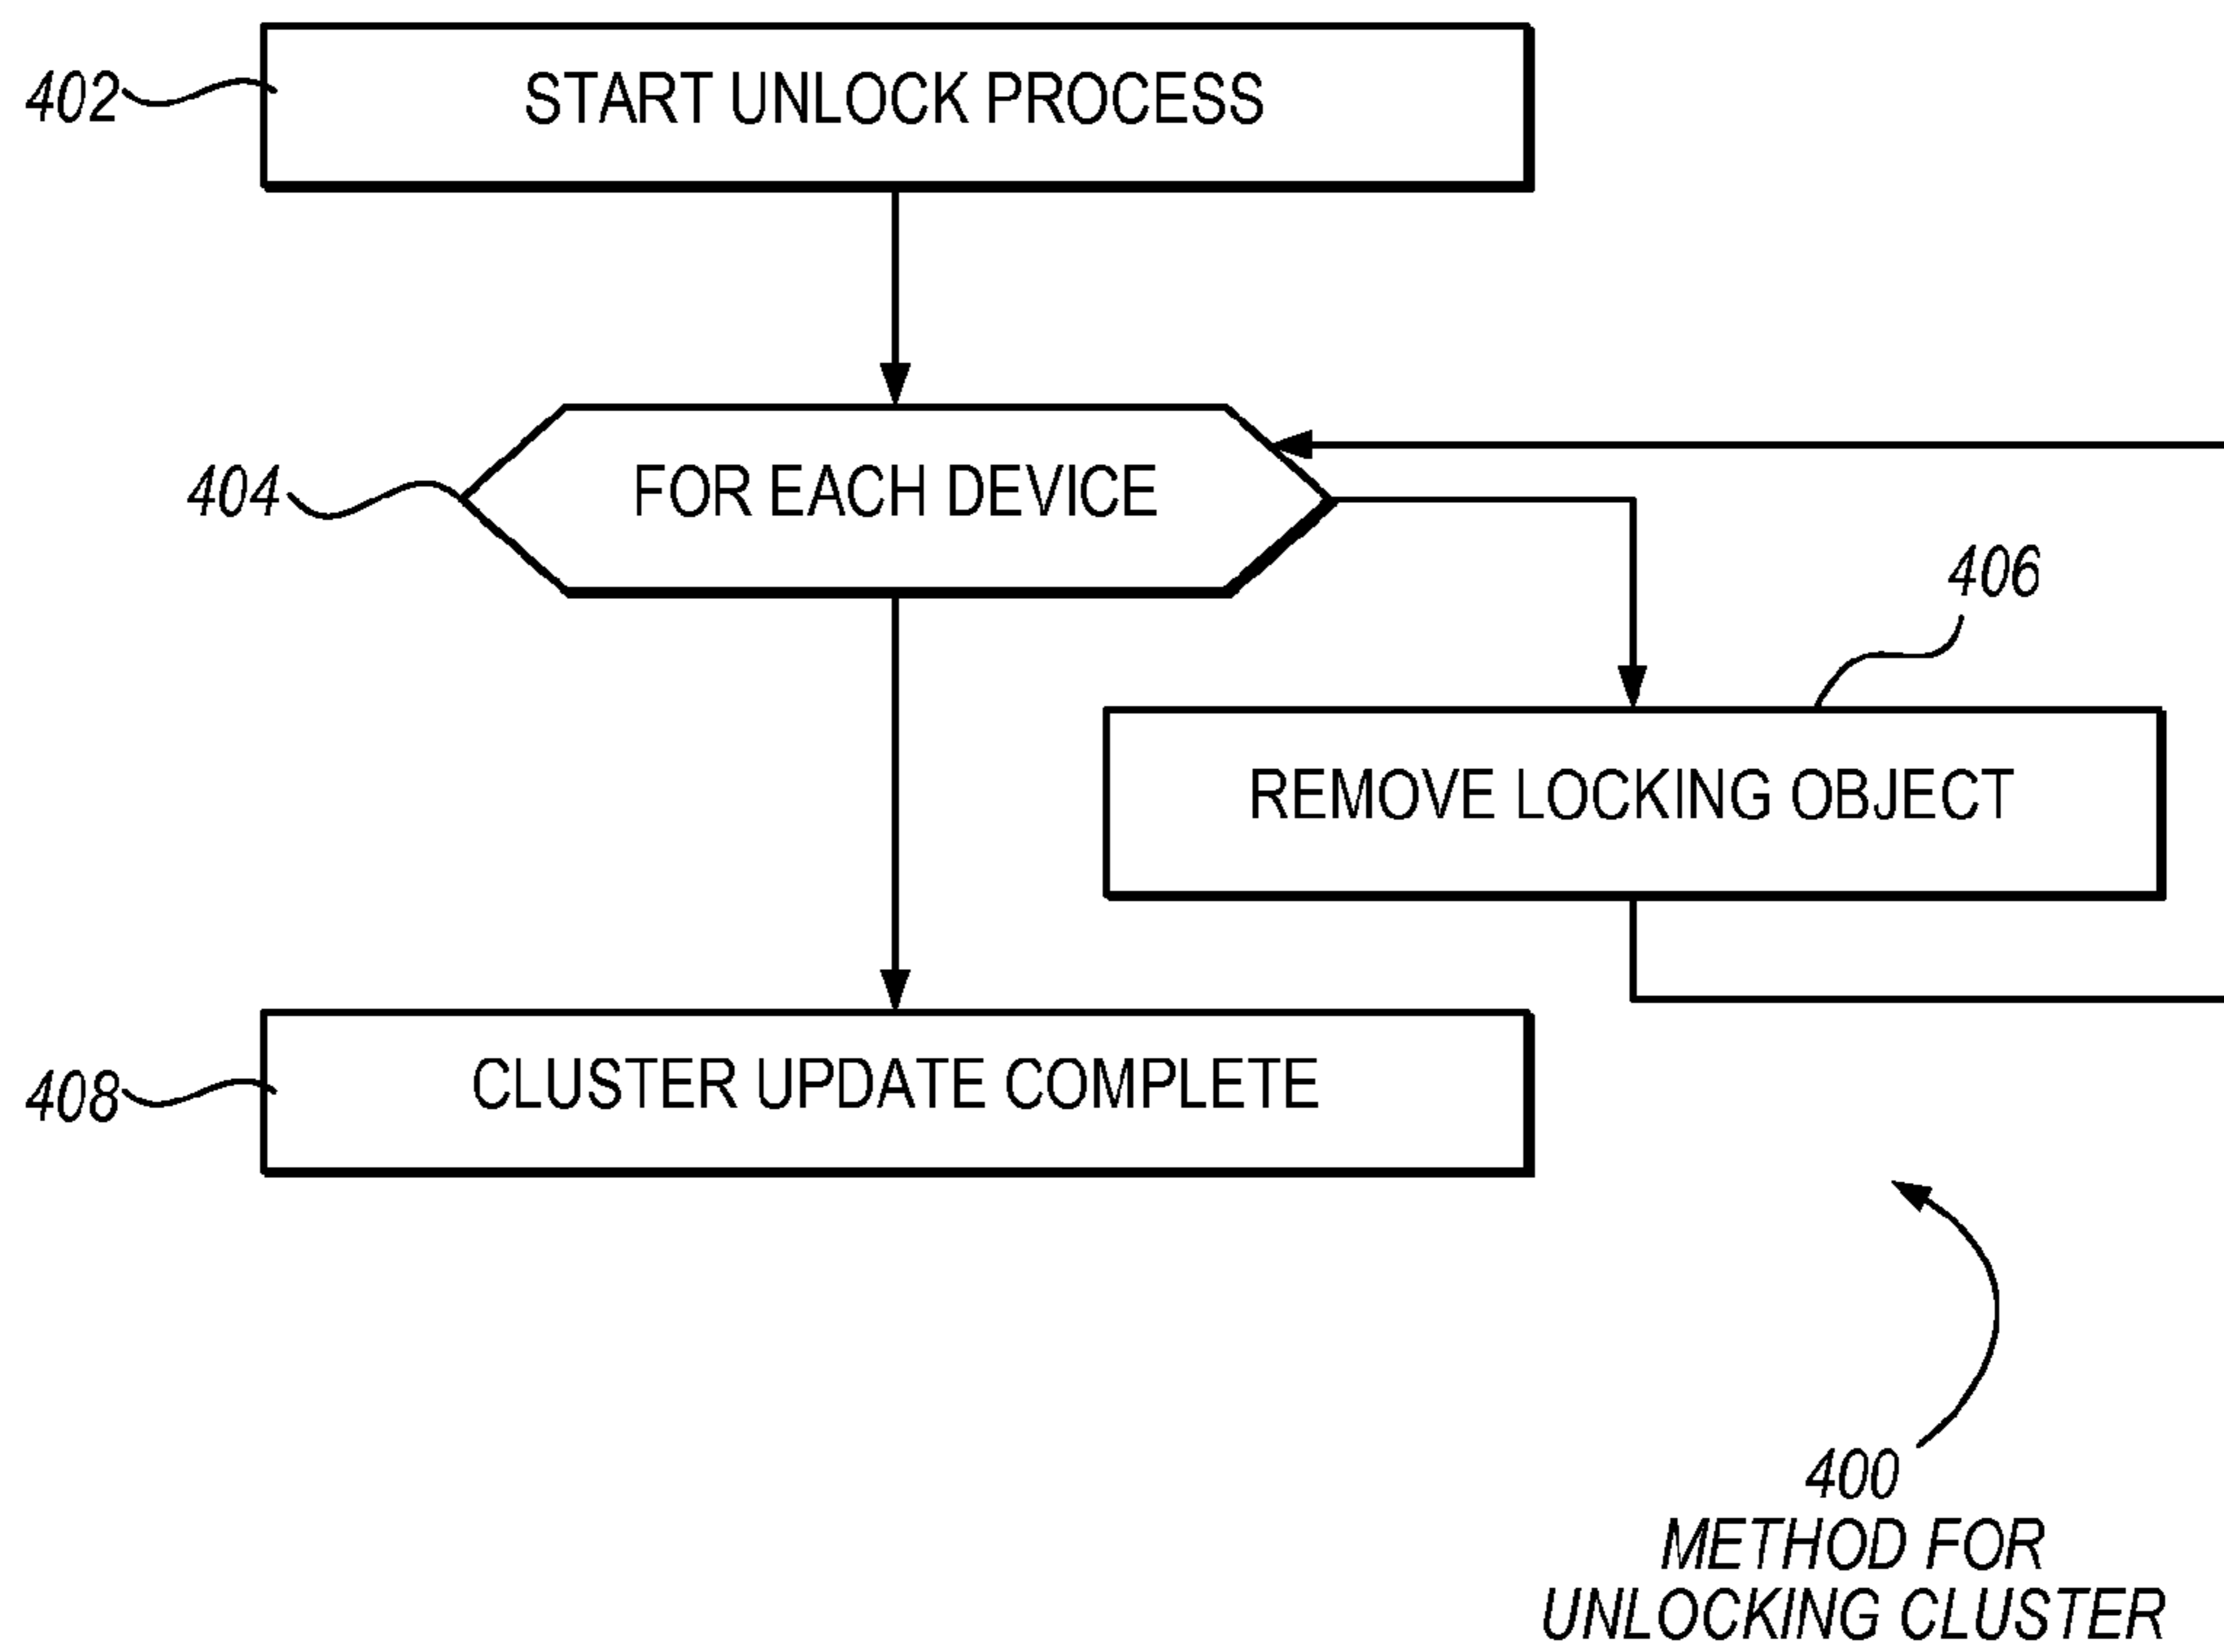 402
START UNLOCK PROCESS
404
FOR EACH DEVICE
406
REMOVE LOCKING OBJECT
408
CLUSTER UPDATE COMPLETE
400
METHOD FOR
UNLOCKING CLUSTER